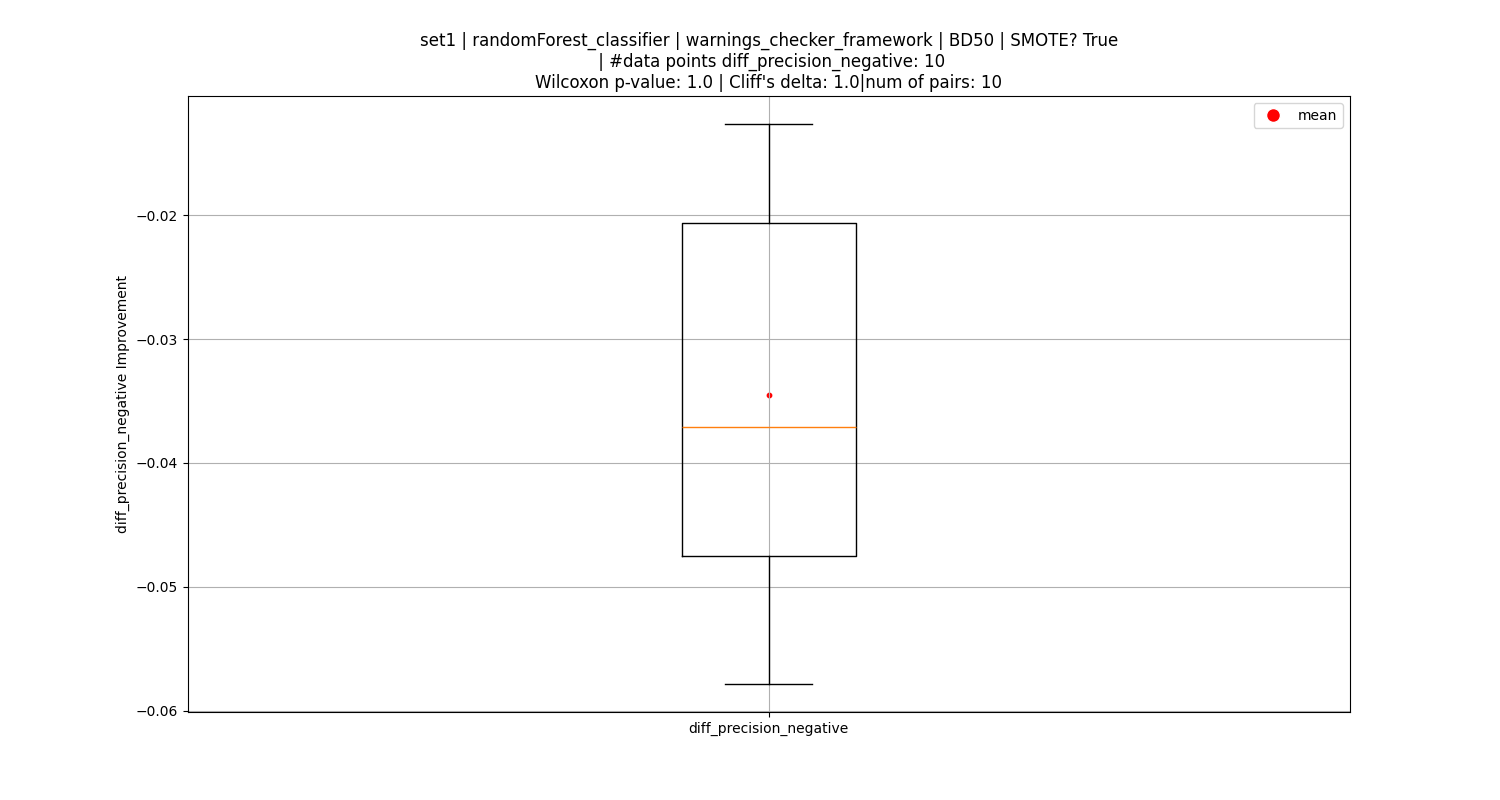 set1 | randomForest_classifier | warnings_checker_framework | BD50 | SMOTE? True
| #data points diff_precision_negative: 10
Wilcoxon p-value: 1.0 | Cliff's delta: 1.0|num of pairs: 10
mean
−0.02
−0.03
−0.04
−0.05
−0.06
diff_precision_negative Improvement
diff_precision_negative